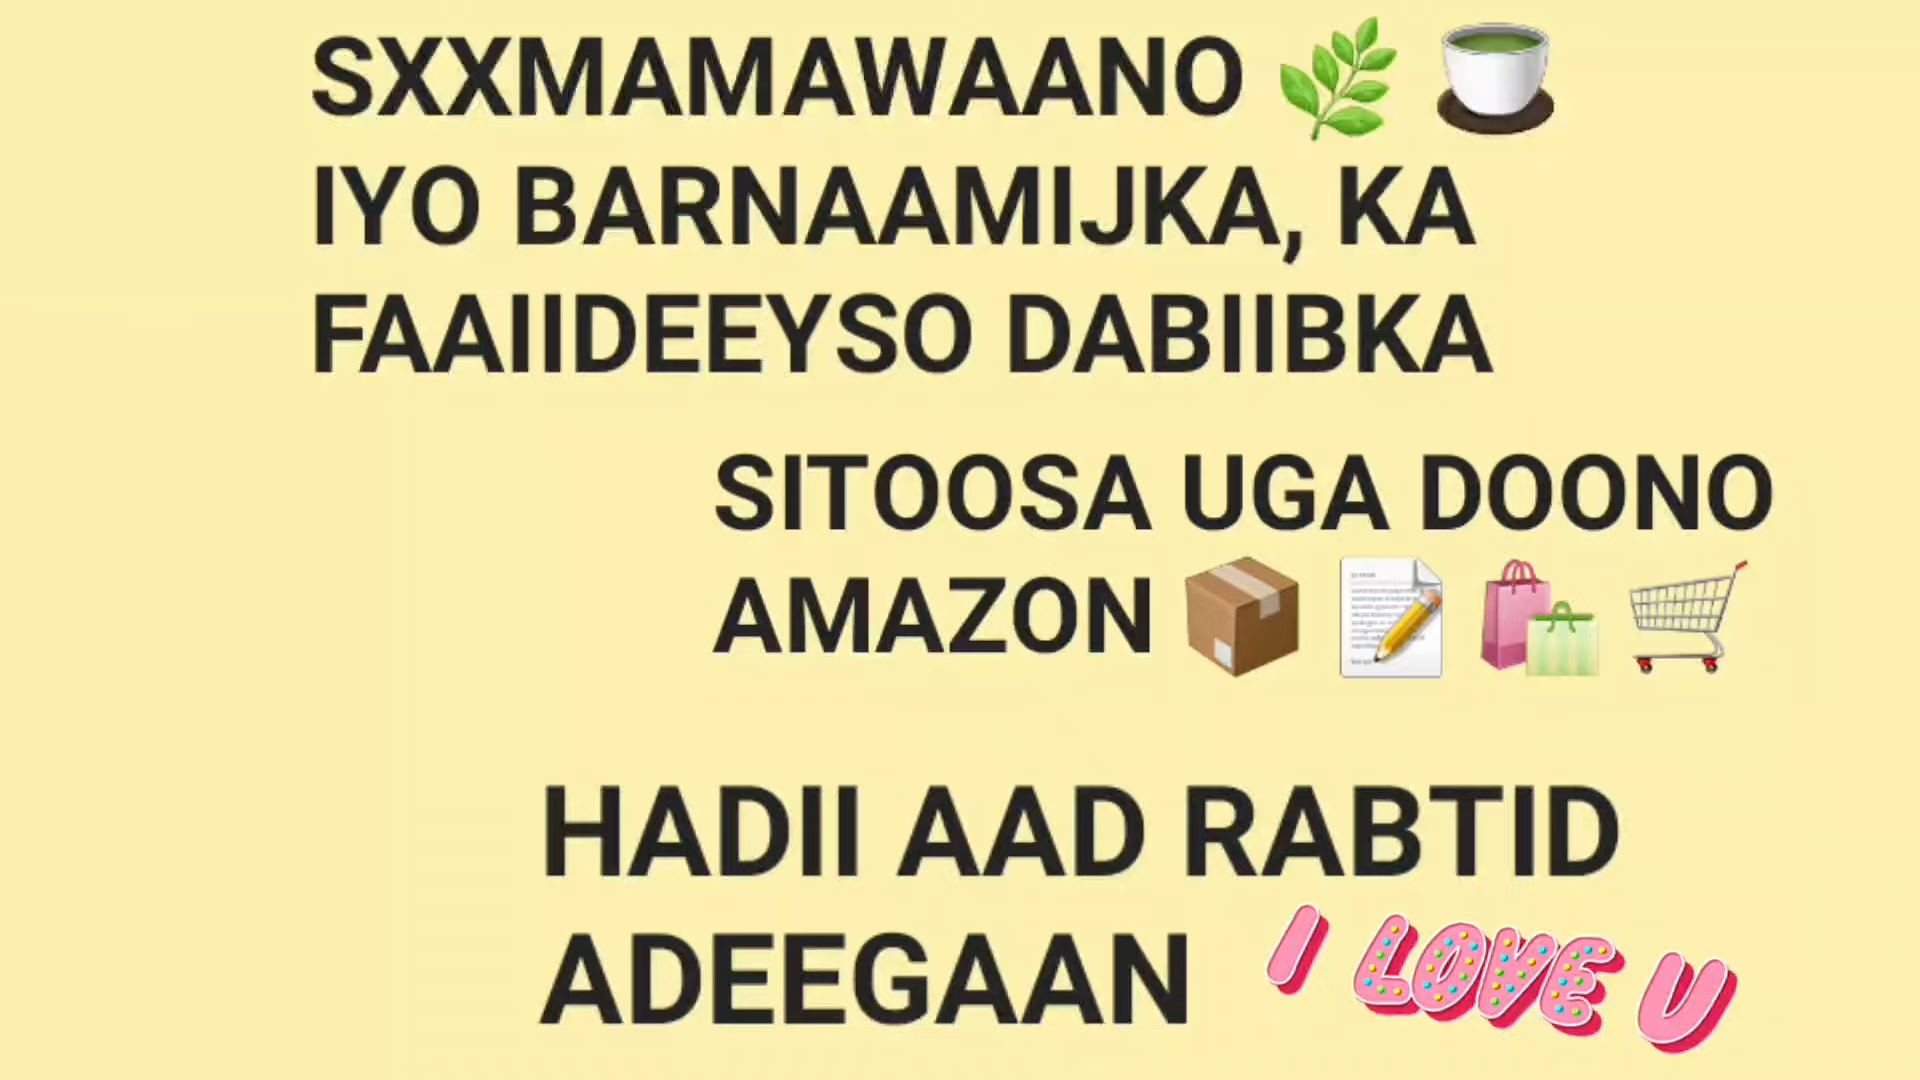 SXXMAMAWAANO 🌿 🍵
IYO BARNAAMIJKA, KA
FAAIIDEEYSO DABIIBKA
SITOOSA UGA DOONO
AMAZON 📦 📝 🛍️ 🛒
HADII AAD RABTID
ADEEGAAN
I LOVE U